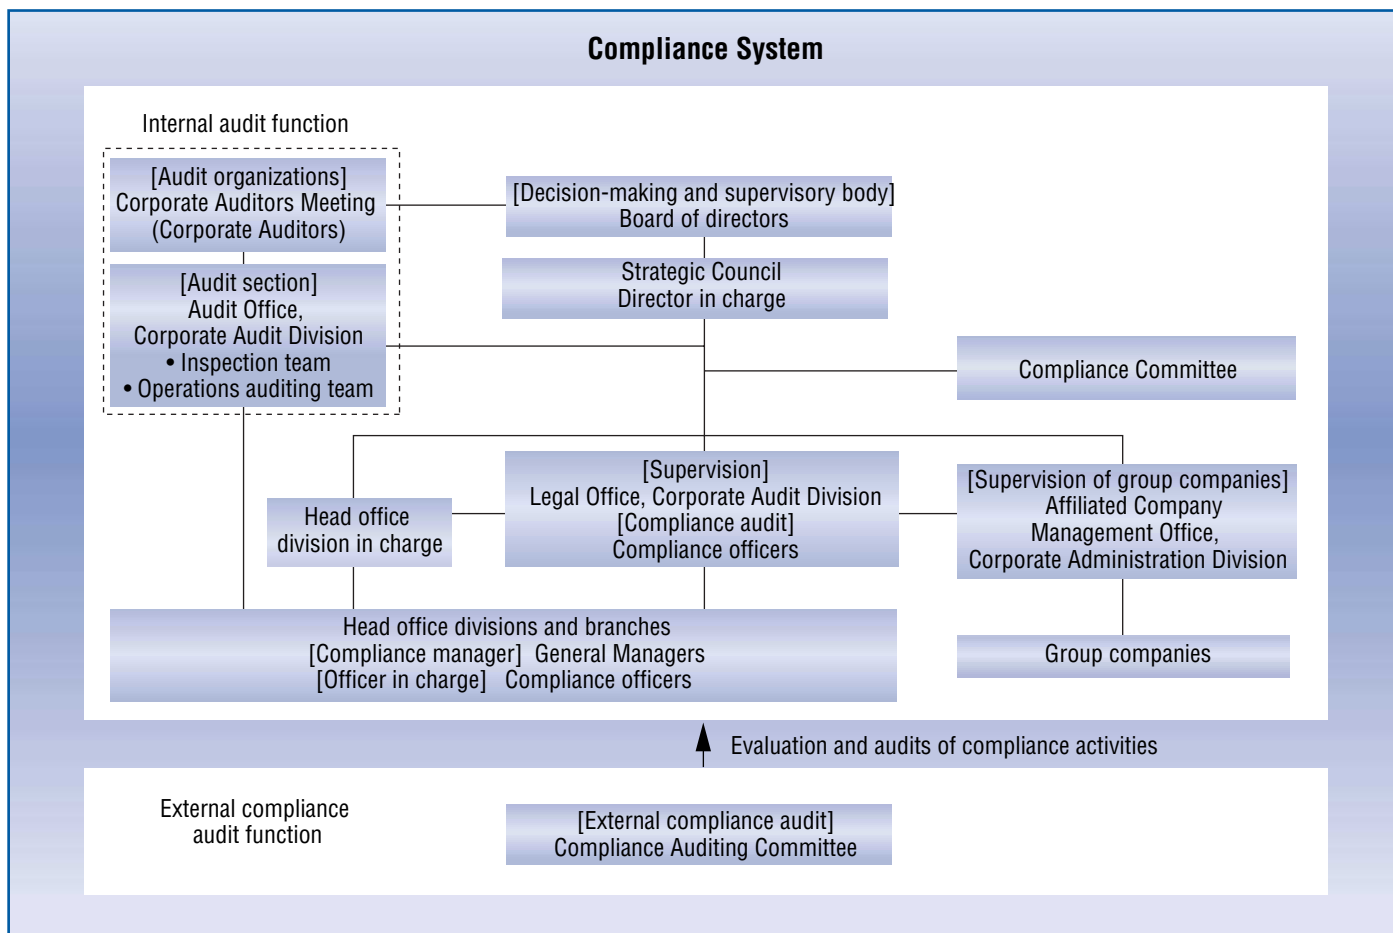 Compliance System
Internal audit function
[Audit organizations]
Corporate Auditors Meeting
(Corporate Auditors)
[Decision-making and supervisory body]
Board of directors
[Audit section]
Audit Office,
Corporate Audit Division
• Inspection team
• Operations auditing team
Strategic Council
Director in charge
Compliance Committee
Head office
division in charge
[Supervision]
Legal Office, Corporate Audit Division
[Compliance audit]
Compliance officers
[Supervision of group companies]
Affiliated Company
Management Office,
Corporate Administration Division
Head office divisions and branches
[Compliance manager] General Managers
[Officer in charge] Compliance officers
Group companies
Evaluation and audits of compliance activities
External compliance
audit function
[External compliance audit]
Compliance Auditing Committee